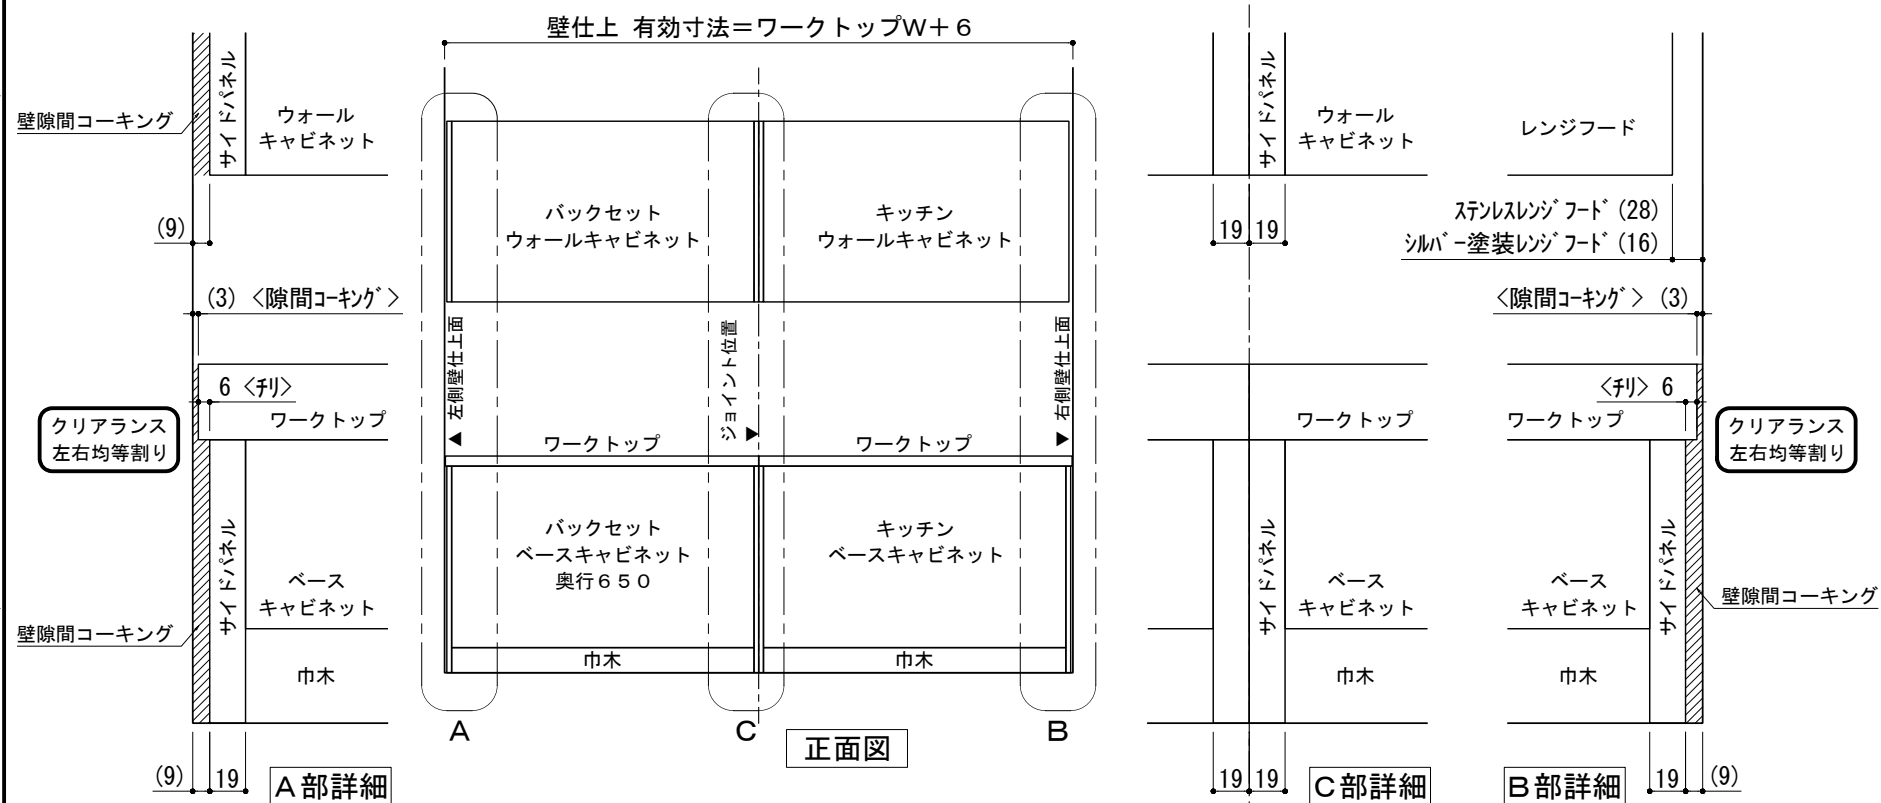 壁仕上 有効寸法＝ワークトップＷ＋６
壁隙間コーキング
サイドパネル
ウォール
キャビネット
(9)
(3) <隙間ｺｰｷﾝｸﾞ>
6 <ﾁﾘ>
ワークトップ
クリアランス
左右均等割り
サイドパネル
ベース
キャビネット
壁隙間コーキング
巾木
(9)
19
Ａ部詳細
バックセット
ウォールキャビネット
キッチン
ウォールキャビネット
▲左側壁仕上面
ジョイント位置▼
▼右側壁仕上面
ワークトップ
ワークトップ
バックセット
ベースキャビネット
奥行６５０
キッチン
ベースキャビネット
巾木
巾木
Ａ
Ｃ
Ｂ
正面図
サイドパネル
ウォール
キャビネット
19
19
ワークトップ
サイドパネル
ベース
キャビネット
巾木
19
19
Ｃ部詳細
レンジフード
ｽﾃﾝﾚｽﾚﾝｼﾞﾌｰﾄﾞ(28)
ｼﾙﾊﾞｰ塗装ﾚﾝｼﾞﾌｰﾄﾞ(16)
<隙間ｺｰｷﾝｸﾞ> (3)
<ﾁﾘ> 6
ワークトップ
クリアランス
左右均等割り
サイドパネル
ベース
キャビネット
壁隙間コーキング
巾木
Ｂ部詳細
19
(9)